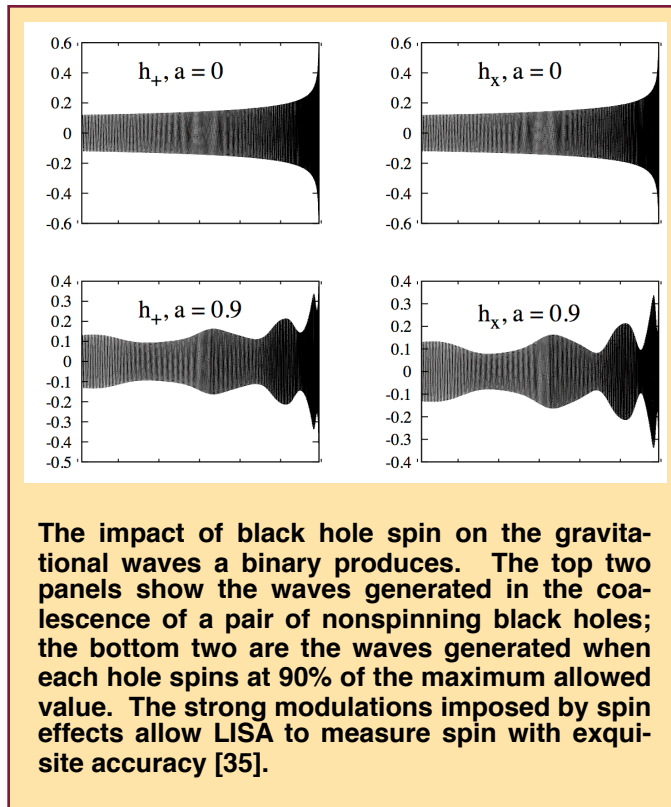 0.6
0.4
0.2
0
-0.2
-0.4
-0.6
h+, a = 0
0.6
0.4
0.2
0
-0.2
-0.4
-0.6
hx, a = 0
0.4
0.3
0.2
0.1
0
-0.1
-0.2
-0.3
-0.4
-0.5
h+, a = 0.9
0.4
0.3
0.2
0.1
0
-0.1
-0.2
-0.3
-0.4
hx, a = 0.9
The impact of black hole spin on the gravita-
tional waves a binary produces. The top two
panels show the waves generated in the coa-
lescence of a pair of nonspinning black holes;
the bottom two are the waves generated when
each hole spins at 90% of the maximum allowed
value. The strong modulations imposed by spin
effects allow LISA to measure spin with exqui-
site accuracy [35].